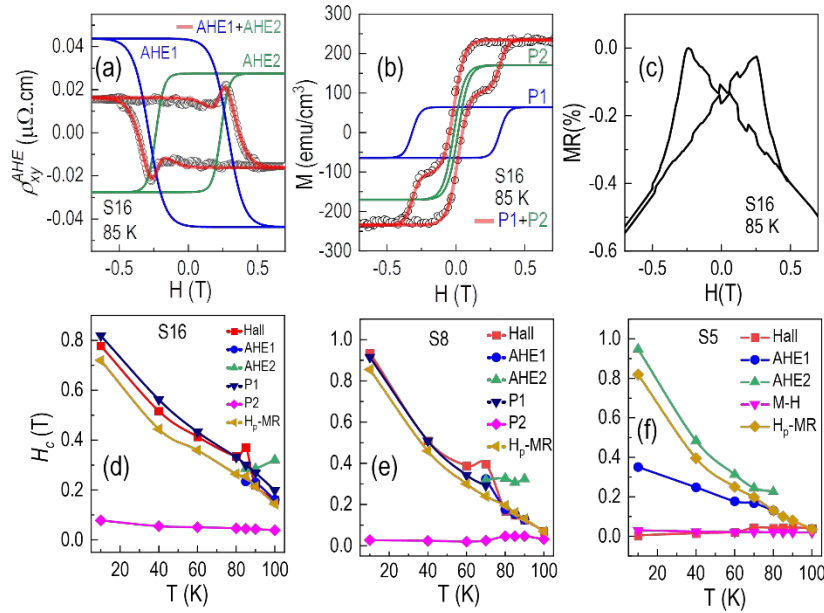 AHE1+AHE2
AHE1
AHE2
(a)
S16
85 K
0.04
0.02
0.00
-0.02
-0.04
ρxy^AHE (μΩ.cm)
-0.5 0.0 0.5
H (T)
(b)
P2
P1
S16
85 K
P1+P2
300
200
100
0
100
200
300
M (emu/cm³)
-0.5 0.0 0.5
H (T)
(c)
S16
85 K
0.0
-0.2
-0.4
-0.6
MR(%)
-0.5 0.0 0.5
H(T)
S16
Hall
AHE1
AHE2
P1
P2
Hp-MR
(d)
0.8
0.6
0.4
0.2
0.0
Hc (T)
20 40 60 80 100
T (K)
S8
Hall
AHE1
AHE2
P1
P2
Hp-MR
(e)
1.0
0.8
0.6
0.4
0.2
0.0
20 40 60 80 100
T (K)
S5
Hall
AHE1
AHE2
M-H
Hp-MR
(f)
1.0
0.8
0.6
0.4
0.2
0.0
20 40 60 80 100
T (K)